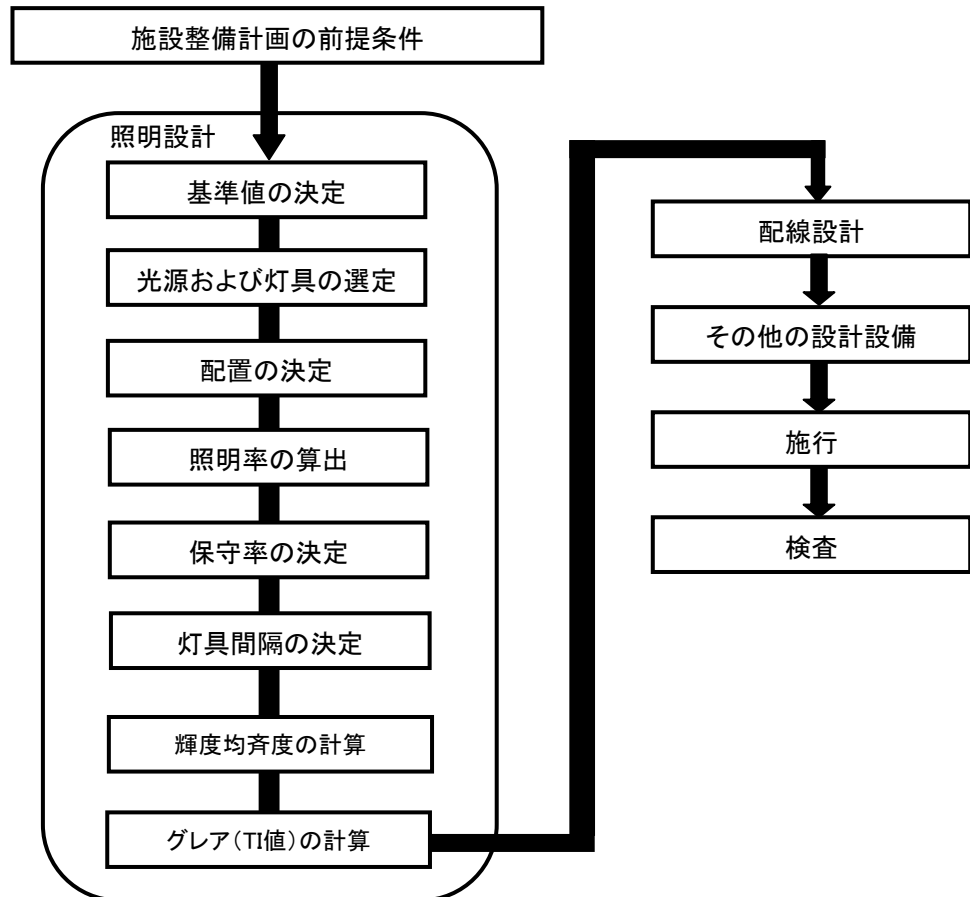 施設整備計画の前提条件
照明設計
基準値の決定
光源および灯具の選定
配置の決定
照明率の算出
保守率の決定
灯具間隔の決定
輝度均斉度の計算
グレア（TI値）の計算
配線設計
その他の設計設備
施行
検査